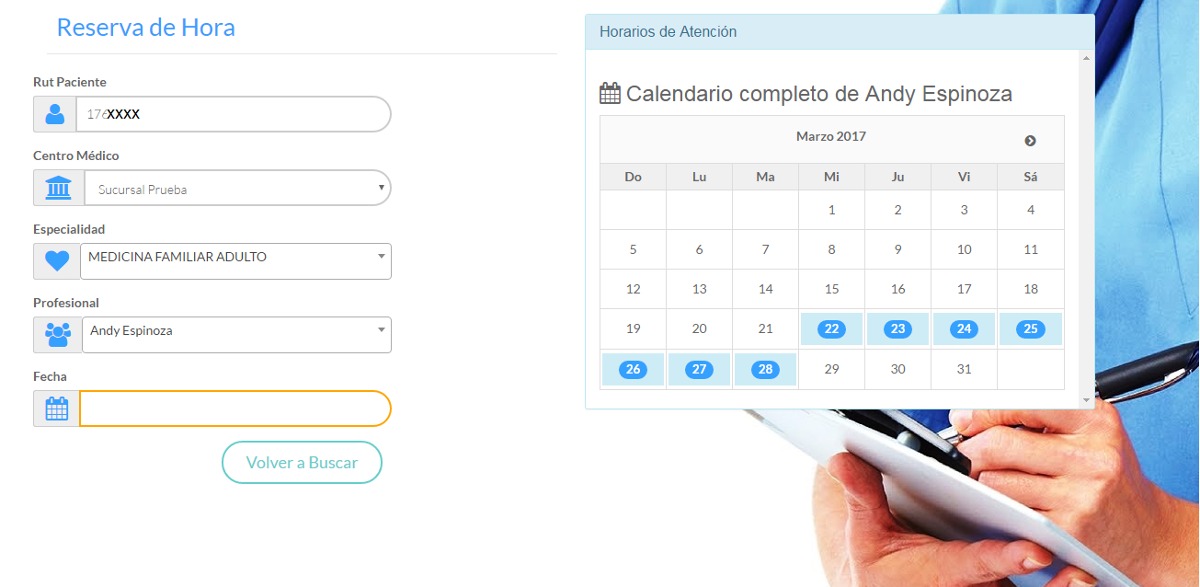 Reserva de Hora
Rut Paciente
176XXXX
Centro Médico
Sucursal Prueba
Especialidad
MEDICINA FAMILIAR ADULTO
Profesional
Andy Espinoza
Fecha
Volver a Buscar
Horarios de Atención
Calendario completo de Andy Espinoza
Marzo 2017
Do Lu Ma Mi Ju Vi Sá
1 2 3 4
5 6 7 8 9 10 11
12 13 14 15 16 17 18
19 20 21 22 23 24 25
26 27 28 29 30 31